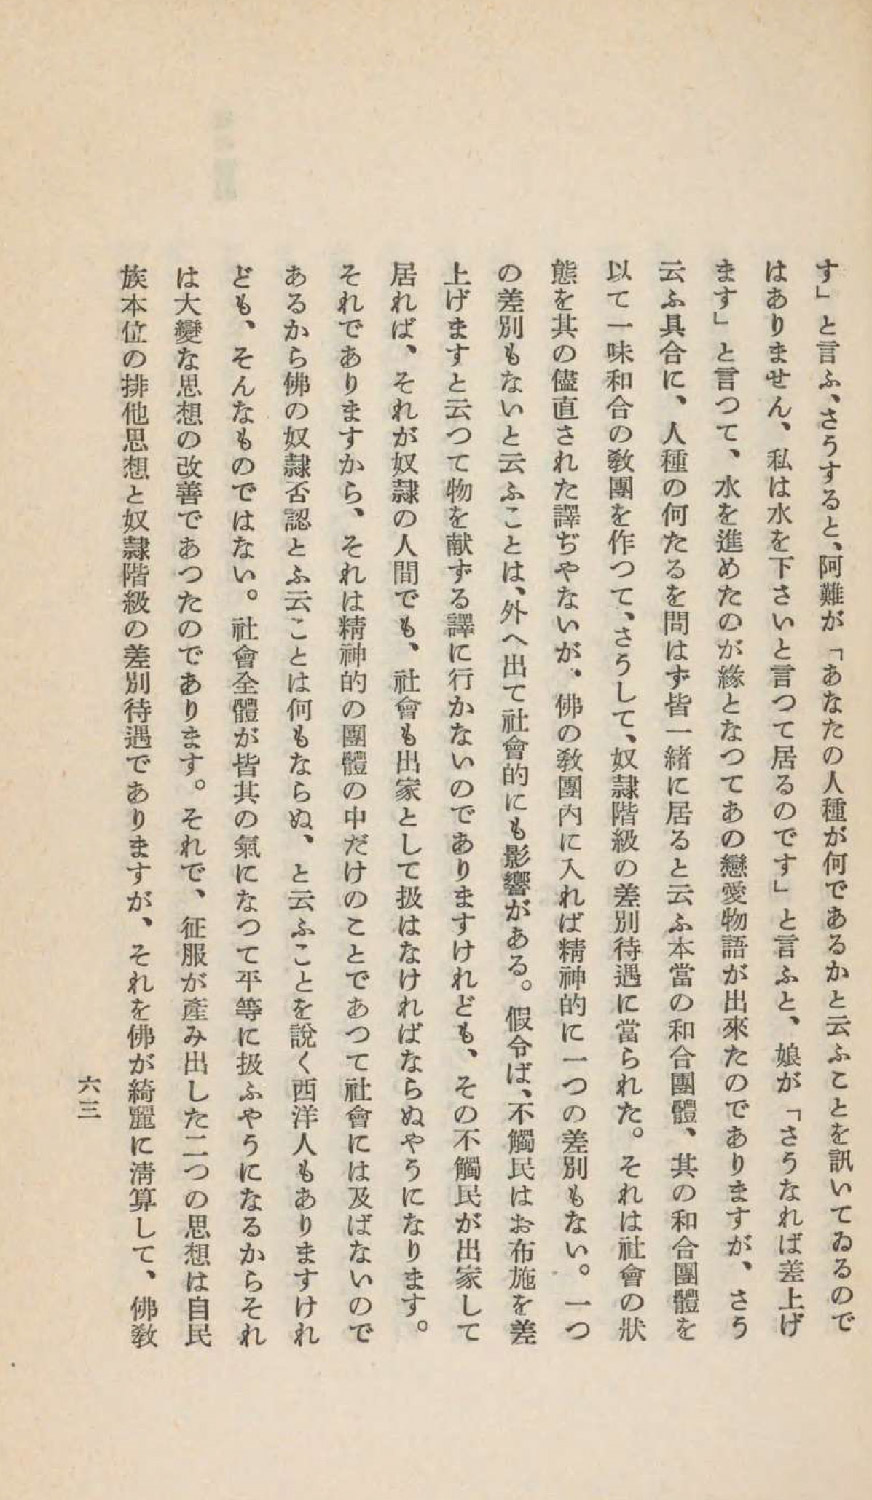 す」と言ふ、さうすると、阿難が「あなたの人種が何であるかと云ふことを訊いてゐるので
はありません、私は水を下さいと言つて居るのです」と言ふと、娘が「さうなれば差上げ
ます」と言つて、水を進めたのが緣となつてあの戀愛物語が出來たのでありますが、さう
云ふ具合に、人種の何たるを問はず皆一緖に居ると云ふ本當の和合團體、其の和合團體を
以て一味和合の敎團を作つて、さうして、奴隷階級の差別待遇に當られた。それは社會の狀
態を其の儘直された譯ぢやないが、佛の敎團內に入れば精神的に一つの差別もない。一つ
の差別もないと云ふことは、外へ出て社會的にも影響がある。假令ば、不觸民はお布施を差
上げますと云つて物を献ずる譯に行かないのでありますけれども、その不觸民が出家して
居れば、それが奴隷の人間でも、社會も出家として扱はなければならぬやうになります。
それでありますから、それは精神的の團體の中だけのことであつて社會には及ばないので
あるから佛の奴隷否認とふ云ことは何もならぬ、と云ふことを說く西洋人もありますけれ
ども、そんなものではない。社會全體が皆其の氣になつて平等に扱ふやうになるからそれ
は大變な思想の改善であつたのであります。それで、征服が產み出した二つの思想は自民
族本位の排他思想と奴隷階級の差別待遇でありますが、それを佛が綺麗に淸算して、佛敎
六三